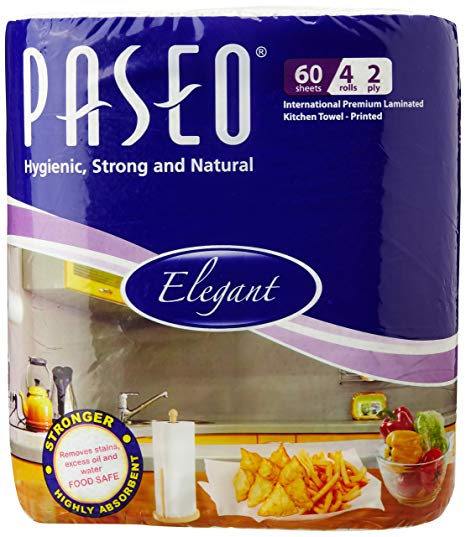 PASEO®
60 sheets 4 rolls 2 ply
International Premium Laminated
Kitchen Towel - Printed
Hygienic, Strong and Natural
Elegant
STRONGER
Removes stains,
excess oil and
water
FOOD SAFE
HIGHLY ABSORBENT